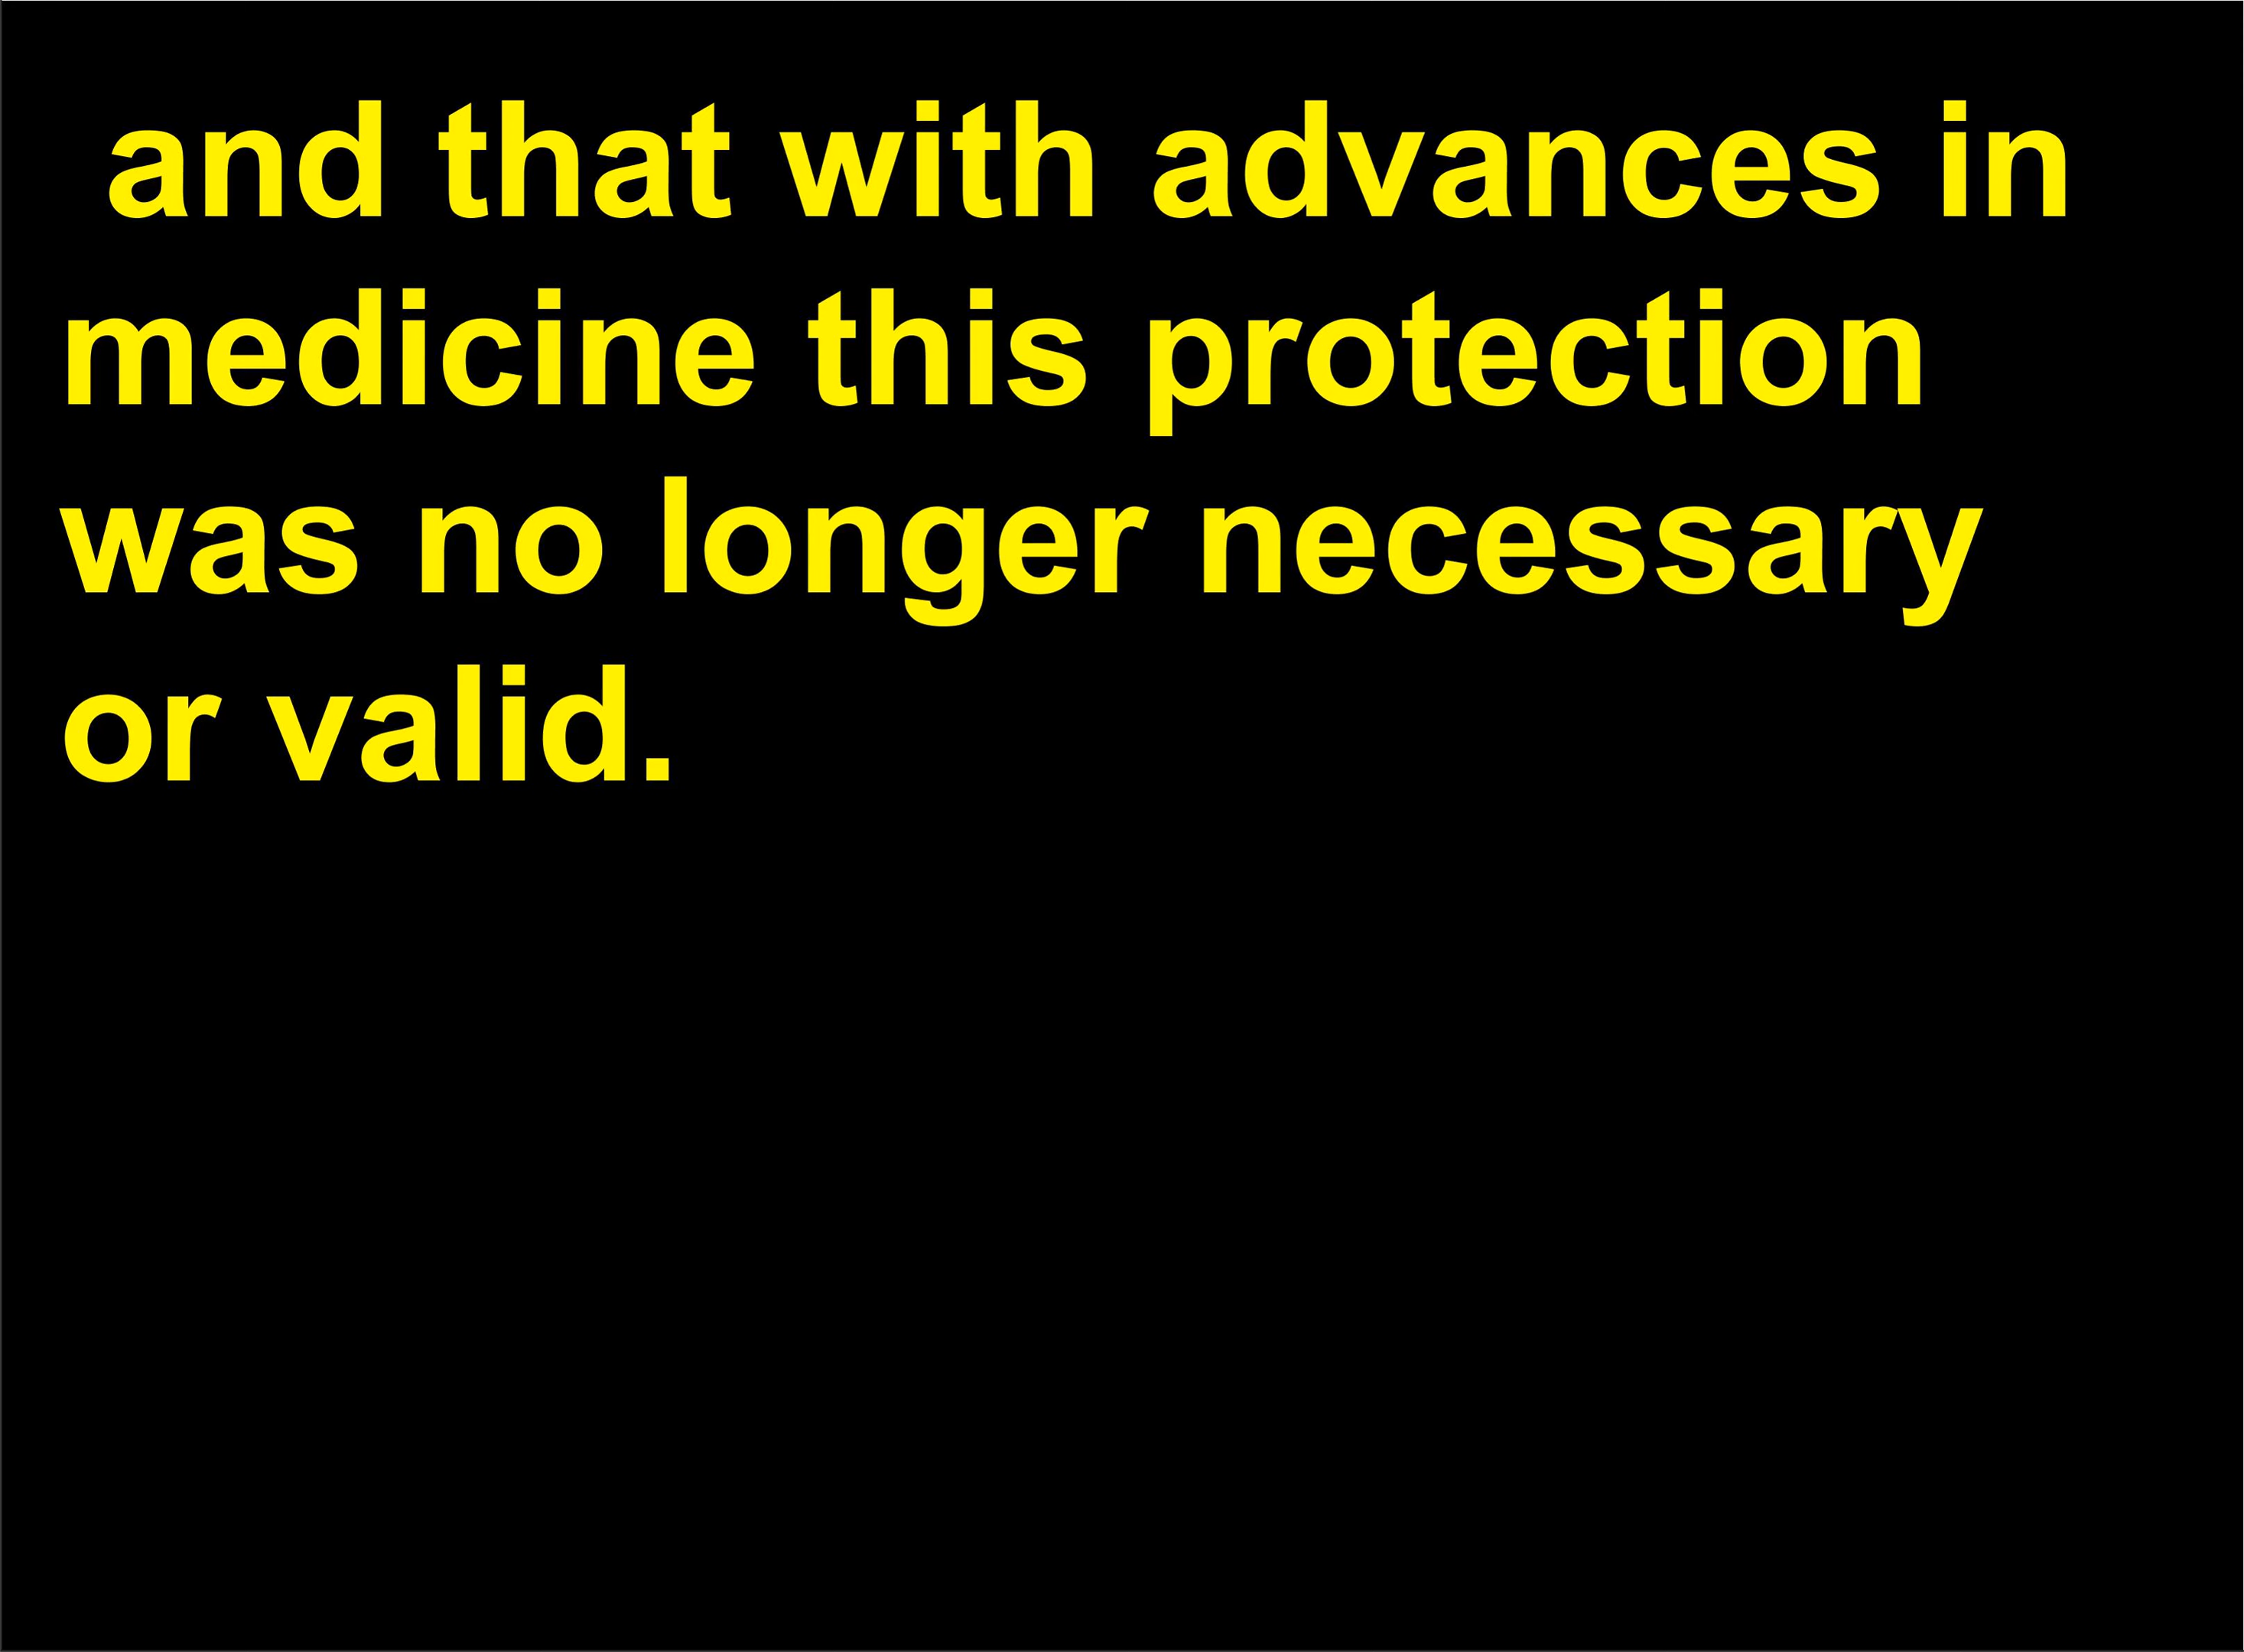 and that with advances in
medicine this protection
was no longer necessary
or valid.